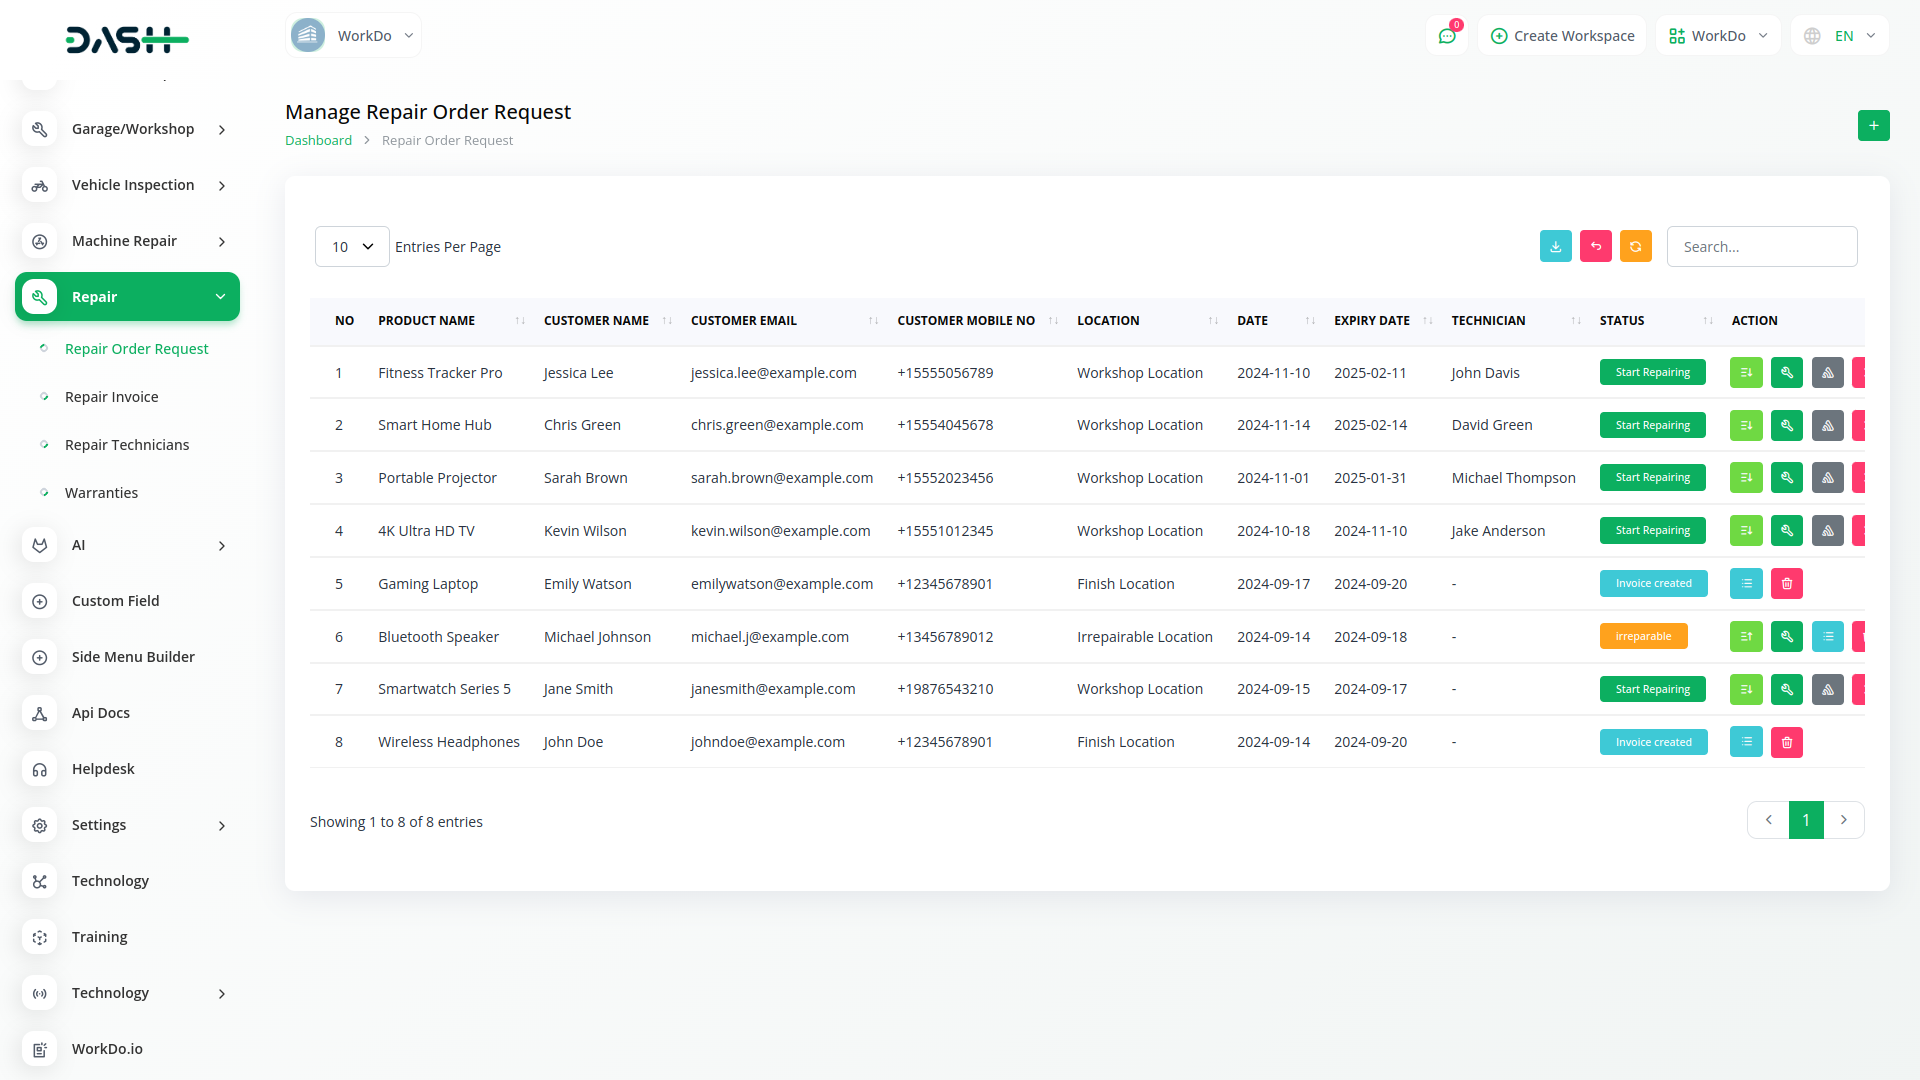 DASH
WorkDo
0
Create Workspace
WorkDo
EN
Garage/Workshop
Vehicle Inspection
Machine Repair
Repair
Repair Order Request
Repair Invoice
Repair Technicians
Warranties
AI
Custom Field
Side Menu Builder
Api Docs
Helpdesk
Settings
Technology
Training
Technology
WorkDo.io
Manage Repair Order Request
Dashboard > Repair Order Request
+
10 Entries Per Page
Search...
NO PRODUCT NAME CUSTOMER NAME CUSTOMER EMAIL CUSTOMER MOBILE NO LOCATION DATE EXPIRY DATE TECHNICIAN STATUS ACTION
1 Fitness Tracker Pro Jessica Lee jessica.lee@example.com +15555056789 Workshop Location 2024-11-10 2025-02-11 John Davis Start Repairing
2 Smart Home Hub Chris Green chris.green@example.com +15554045678 Workshop Location 2024-11-14 2025-02-14 David Green Start Repairing
3 Portable Projector Sarah Brown sarah.brown@example.com +15552023456 Workshop Location 2024-11-01 2025-01-31 Michael Thompson Start Repairing
4 4K Ultra HD TV Kevin Wilson kevin.wilson@example.com +15551012345 Workshop Location 2024-10-18 2024-11-10 Jake Anderson Start Repairing
5 Gaming Laptop Emily Watson emilywatson@example.com +12345678901 Finish Location 2024-09-17 2024-09-20 - Invoice created
6 Bluetooth Speaker Michael Johnson michael.j@example.com +13456789012 Irrepairable Location 2024-09-14 2024-09-18 - irreparable
7 Smartwatch Series 5 Jane Smith janesmith@example.com +19876543210 Workshop Location 2024-09-15 2024-09-17 - Start Repairing
8 Wireless Headphones John Doe johndoe@example.com +12345678901 Finish Location 2024-09-14 2024-09-20 - Invoice created
Showing 1 to 8 of 8 entries
1